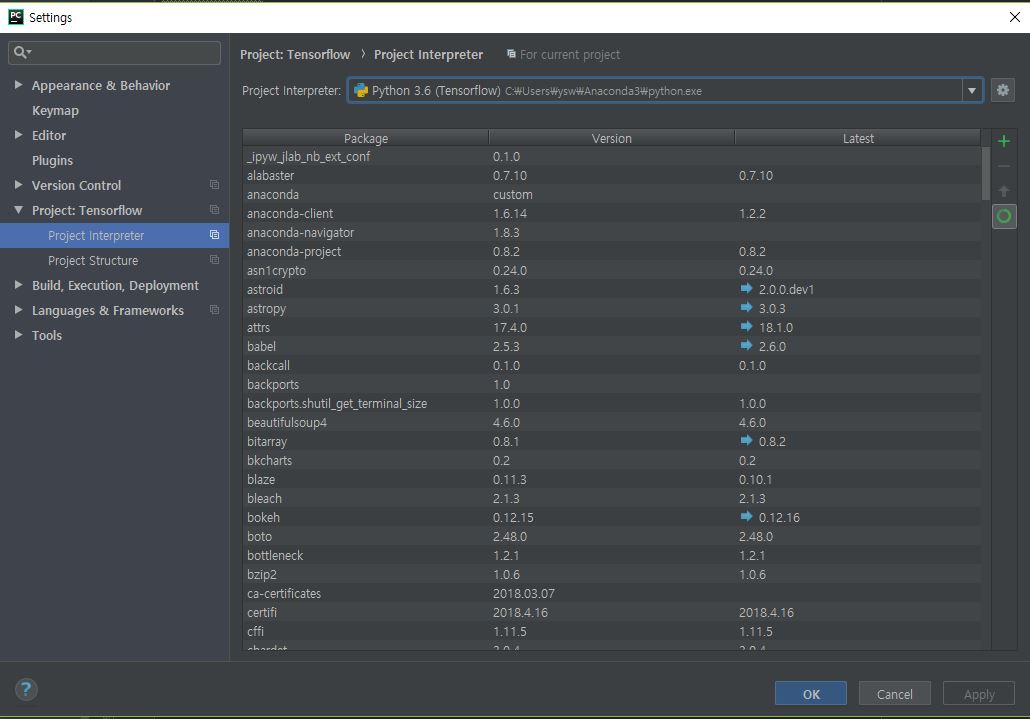 PC Settings
Project: Tensorflow › Project Interpreter For current project
Project Interpreter: Python 3.6 (Tensorflow) C:₩Users₩ysw₩Anaconda3₩python.exe
Appearance & Behavior
Keymap
Editor
Plugins
Version Control
Project: Tensorflow
Project Interpreter
Project Structure
Build, Execution, Deployment
Languages & Frameworks
Tools
Package Version Latest
_ipyw_jlab_nb_ext_conf 0.1.0
alabaster 0.7.10 0.7.10
anaconda custom
anaconda-client 1.6.14 1.2.2
anaconda-navigator 1.8.3
anaconda-project 0.8.2 0.8.2
asn1crypto 0.24.0 0.24.0
astroid 1.6.3 2.0.0.dev1
astropy 3.0.1 3.0.3
attrs 17.4.0 18.1.0
babel 2.5.3 2.6.0
backcall 0.1.0 0.1.0
backports 1.0
backports.shutil_get_terminal_size 1.0.0 1.0.0
beautifulsoup4 4.6.0 4.6.0
bitarray 0.8.1 0.8.2
bkcharts 0.2 0.2
blaze 0.11.3 0.10.1
bleach 2.1.3 2.1.3
bokeh 0.12.15 0.12.16
boto 2.48.0 2.48.0
bottleneck 1.2.1 1.2.1
bzip2 1.0.6 1.0.6
ca-certificates 2018.03.07
certifi 2018.4.16 2018.4.16
cffi 1.11.5 1.11.5
?
OK Cancel Apply